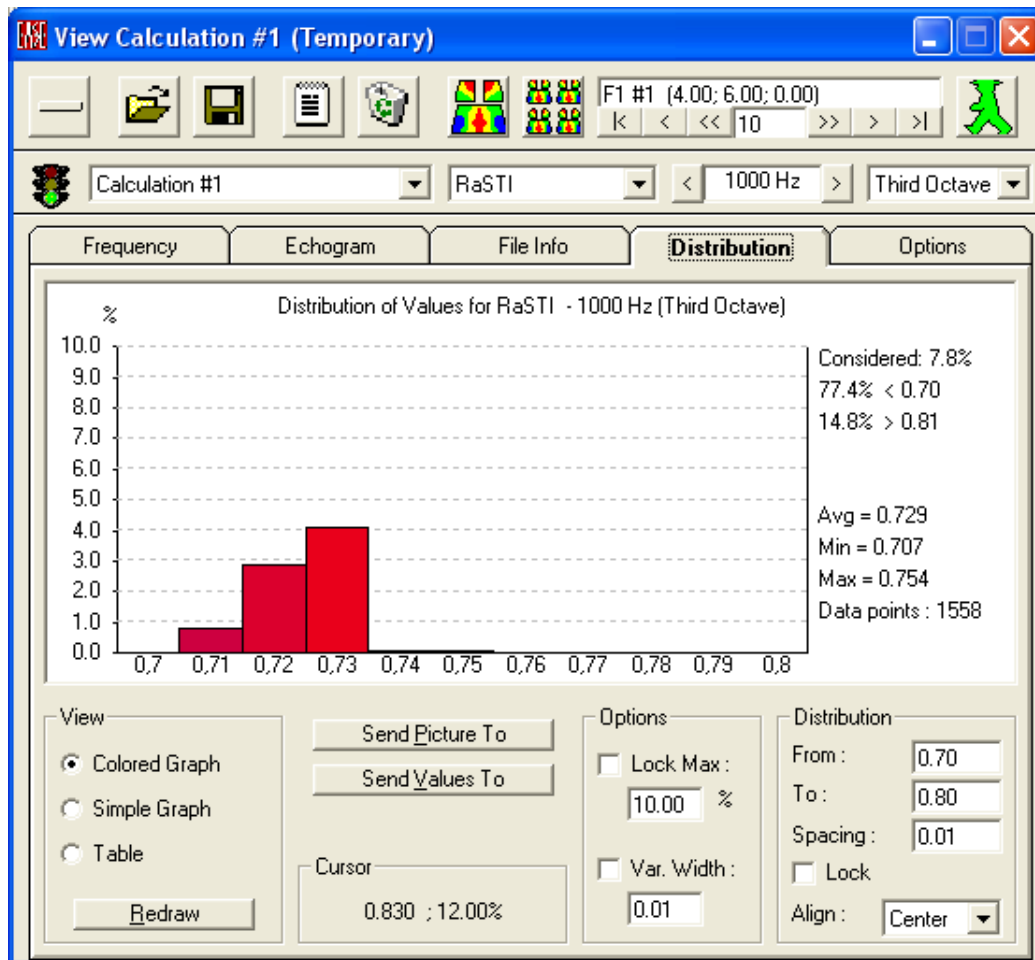 EASE View Calculation #1 (Temporary)
F1 #1 (4.00; 6.00; 0.00)
|< < << 10 >> > >|
Calculation #1 RaSTI < 1000 Hz > Third Octave
Frequency Echogram File Info Distribution Options
Distribution of Values for RaSTI - 1000 Hz (Third Octave)
%
10.0
9.0
8.0
7.0
6.0
5.0
4.0
3.0
2.0
1.0
0.0
0,7 0,71 0,72 0,73 0,74 0,75 0,76 0,77 0,78 0,79 0,8
Considered: 7.8%
77.4% < 0.70
14.8% > 0.81
Avg = 0.729
Min = 0.707
Max = 0.754
Data points : 1558
View
Colored Graph
Simple Graph
Table
Redraw
Send Picture To
Send Values To
Cursor
0.830 ; 12.00%
Options
Lock Max :
10.00 %
Var. Width :
0.01
Distribution
From : 0.70
To : 0.80
Spacing : 0.01
Lock
Align : Center